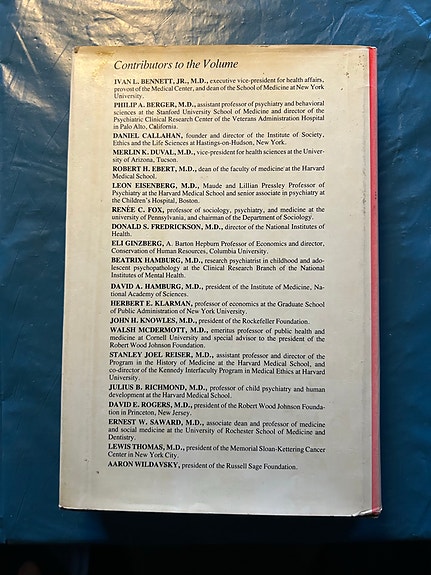 Contributors to the Volume
IVAN L. BENNETT, JR., M.D., executive vice-president for health affairs,
provost of the Medical Center, and dean of the School of Medicine at New York
University.
PHILIP A. BERGER, M.D., assistant professor of psychiatry and behavioral
sciences at the Stanford University School of Medicine and director of the
Psychiatric Clinical Research Center of the Veterans Administration Hospital
in Palo Alto, California.
DANIEL CALLAHAN, founder and director of the Institute of Society,
Ethics and the Life Sciences at Hastings-on-Hudson, New York.
MERLIN K. DUVAL, M.D., vice-president for health sciences at the Univer-
sity of Arizona, Tucson.
ROBERT H. EBERT, M.D., dean of the faculty of medicine at the Harvard
Medical School.
LEON EISENBERG, M.D., Maude and Lillian Pressley Professor of
Psychiatry at the Harvard Medical School and senior associate in psychiatry at
the Children's Hospital, Boston.
RENÉE C. FOX, professor of sociology, psychiatry, and medicine at the
university of Pennsylvania, and chairman of the Department of Sociology.
DONALD S. FREDRICKSON, M.D., director of the National Institutes of
Health.
ELI GINZBERG, A. Barton Hepburn Professor of Economics and director,
Conservation of Human Resources, Columbia University.
BEATRIX HAMBURG, M.D., research psychiatrist in childhood and ado-
lescent psychopathology at the Clinical Research Branch of the National
Institutes of Mental Health.
DAVID A. HAMBURG, M.D., president of the Institute of Medicine, Na-
tional Academy of Sciences.
HERBERT E. KLARMAN, professor of economics at the Graduate School
of Public Administration of New York University.
JOHN H. KNOWLES, M.D., president of the Rockefeller Foundation.
WALSH MCDERMOTT, M.D., emeritus professor of public health and
medicine at Cornell University and special advisor to the president of the
Robert Wood Johnson Foundation.
STANLEY JOEL REISER, M.D., assistant professor and director of the
Program in the History of Medicine at the Harvard Medical School, and
co-director of the Kennedy Interfaculty Program in Medical Ethics at Harvard
University.
JULIUS B. RICHMOND, M.D., professor of child psychiatry and human
development at the Harvard Medical School.
DAVID E. ROGERS, M.D., president of the Robert Wood Johnson Founda-
tion in Princeton, New Jersey.
ERNEST W. SAWARD, M.D., associate dean and professor of medicine
and social medicine at the University of Rochester School of Medicine and
Dentistry.
LEWIS THOMAS, M.D., president of the Memorial Sloan-Kettering Cancer
Center in New York City.
AARON WILDAVSKY, president of the Russell Sage Foundation.